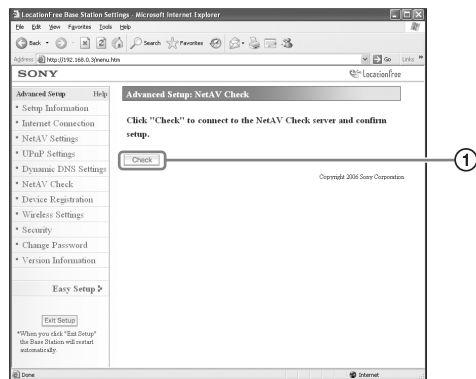 LocationFree Base Station Settings - Microsoft Internet Explorer
File Edit View Favorites Tools Help
Back Search Favorites
Address http://192.168.0.3/menu.htm Go Links »
SONY LocationFree
Advanced Setup Help
* Setup Information
* Internet Connection
* NetAV Settings
* UPnP Settings
* Dynamic DNS Settings
* NetAV Check
* Device Registration
* Wireless Settings
* Security
* Change Password
* Version Information
Easy Setup
Exit Setup
*When you click "Exit Setup"
the Base Station will restart
automatically.
Advanced Setup: NetAV Check
Click "Check" to connect to the NetAV Check server and confirm
setup.
Check
1
Copyright 2006 Sony Corporation
Done Internet